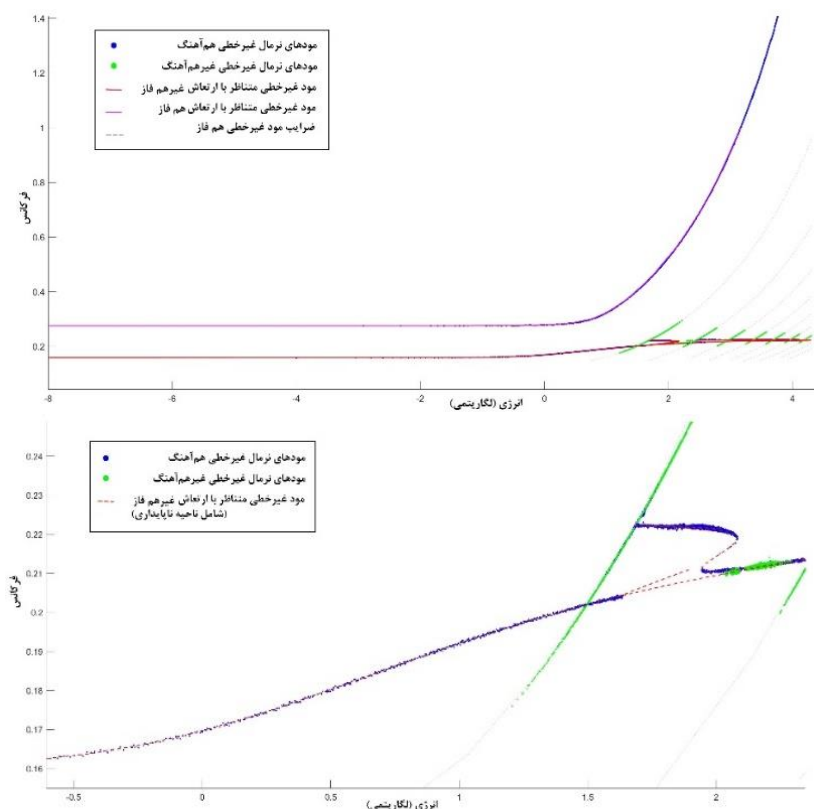 1.4
1.2
1
0.8
0.6
0.4
0.2
فرکانس
مودهای نرمال غیرخطی هم‌آهنگ
مودهای نرمال غیرخطی غیرهم‌آهنگ
مود غیرخطی متناظر با ارتعاش غیرهم فاز
مود غیرخطی متناظر با ارتعاش هم فاز
ضرایب مود غیرخطی هم فاز
-8 -6 -4 -2 0 2 4
انرژی (لگاریتمی)
0.24
0.23
0.22
0.21
0.2
0.19
0.18
0.17
0.16
فرکانس
مودهای نرمال غیرخطی هم‌آهنگ
مودهای نرمال غیرخطی غیرهم‌آهنگ
مود غیرخطی متناظر با ارتعاش غیرهم فاز
(شامل ناحیه ناپایداری)
-0.5 0 0.5 1 1.5 2
انرژی (لگاریتمی)